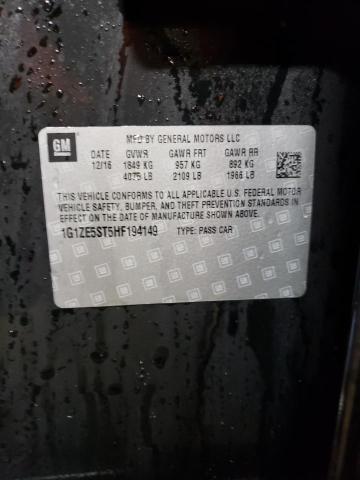 GM
MFD BY GENERAL MOTORS LLC
DATE GVWR GAWR FRT GAWR RR
12/16 1849 KG 957 KG 892 KG
4075 LB 2109 LB 1966 LB
THIS VEHICLE CONFORMS TO ALL APPLICABLE U.S. FEDERAL MOTOR
VEHICLE SAFETY, BUMPER, AND THEFT PREVENTION STANDARDS
IN EFFECT ON THE DATE OF MANUFACTURE SHOWN ABOVE.
1G1ZE5ST5HF194149 TYPE: PASS CAR